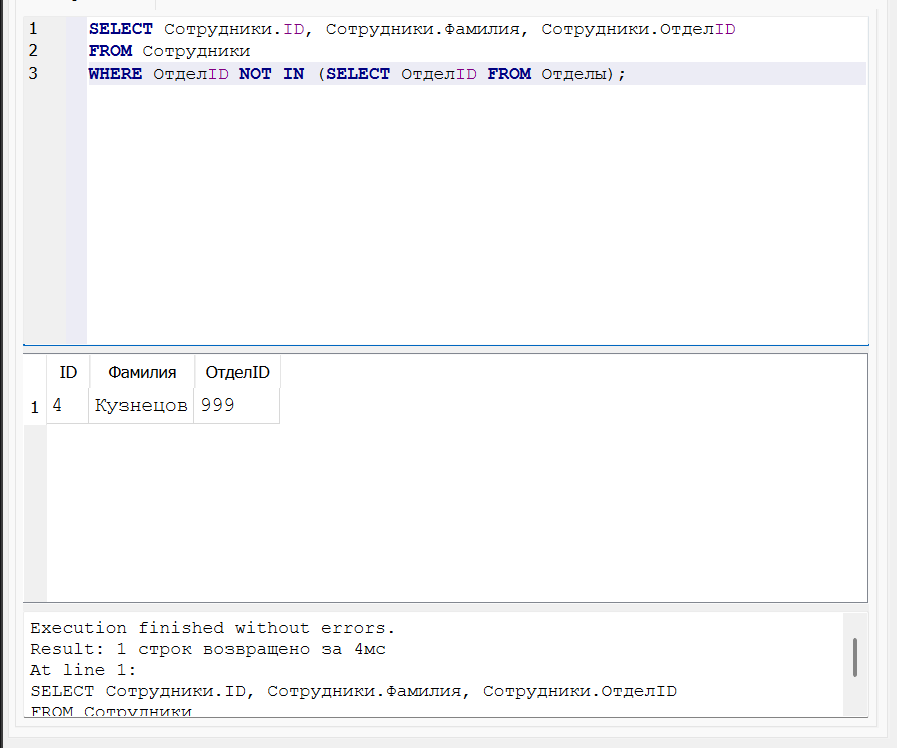 1 SELECT Сотрудники.ID, Сотрудники.Фамилия, Сотрудники.ОтделID
2 FROM Сотрудники
3 WHERE ОтделID NOT IN (SELECT ОтделID FROM Отделы);
ID Фамилия ОтделID
1 4 Кузнецов 999
Execution finished without errors.
Result: 1 строк возвращено за 4мс
At line 1:
SELECT Сотрудники.ID, Сотрудники.Фамилия, Сотрудники.ОтделID
FROM Сотрудники